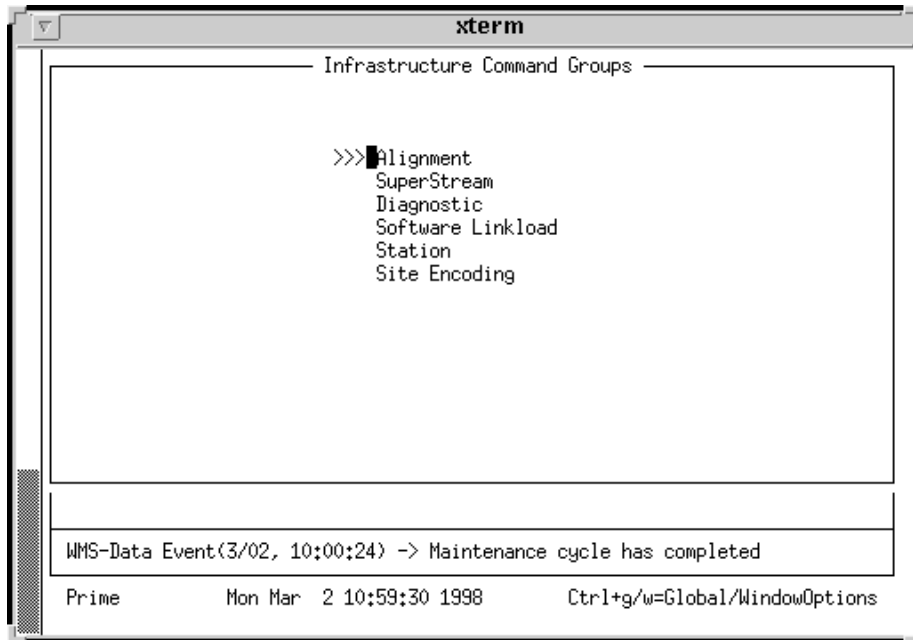 xterm
Infrastructure Command Groups
>>> Alignment
SuperStream
Diagnostic
Software Linkload
Station
Site Encoding
WMS-Data Event(3/02, 10:00:24) -> Maintenance cycle has completed
Prime Mon Mar 2 10:59:30 1998 Ctrl+g/w=Global/WindowOptions